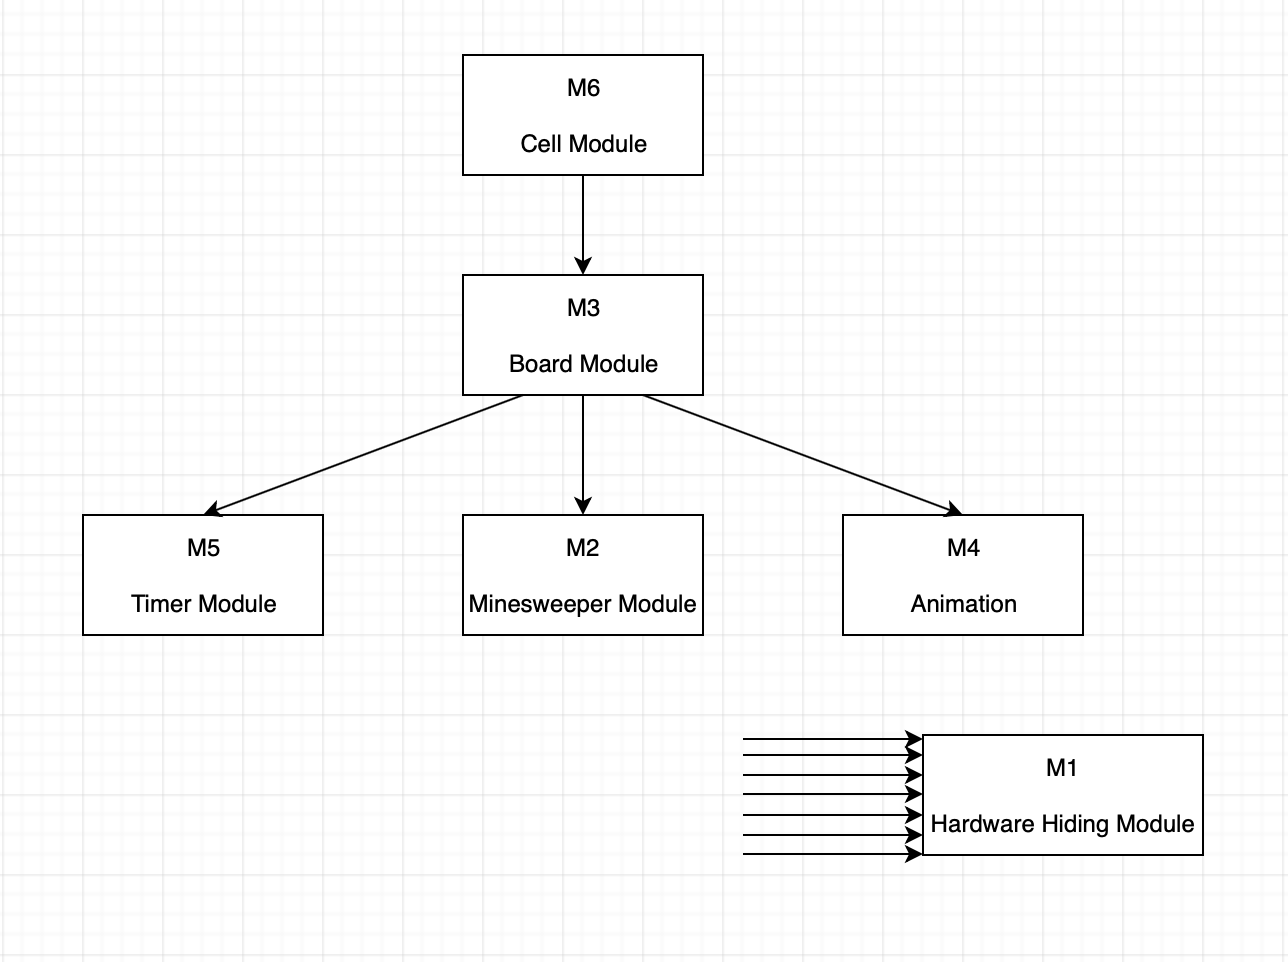 M6
Cell Module
M3
Board Module
M5
Timer Module
M2
Minesweeper Module
M4
Animation
M1
Hardware Hiding Module